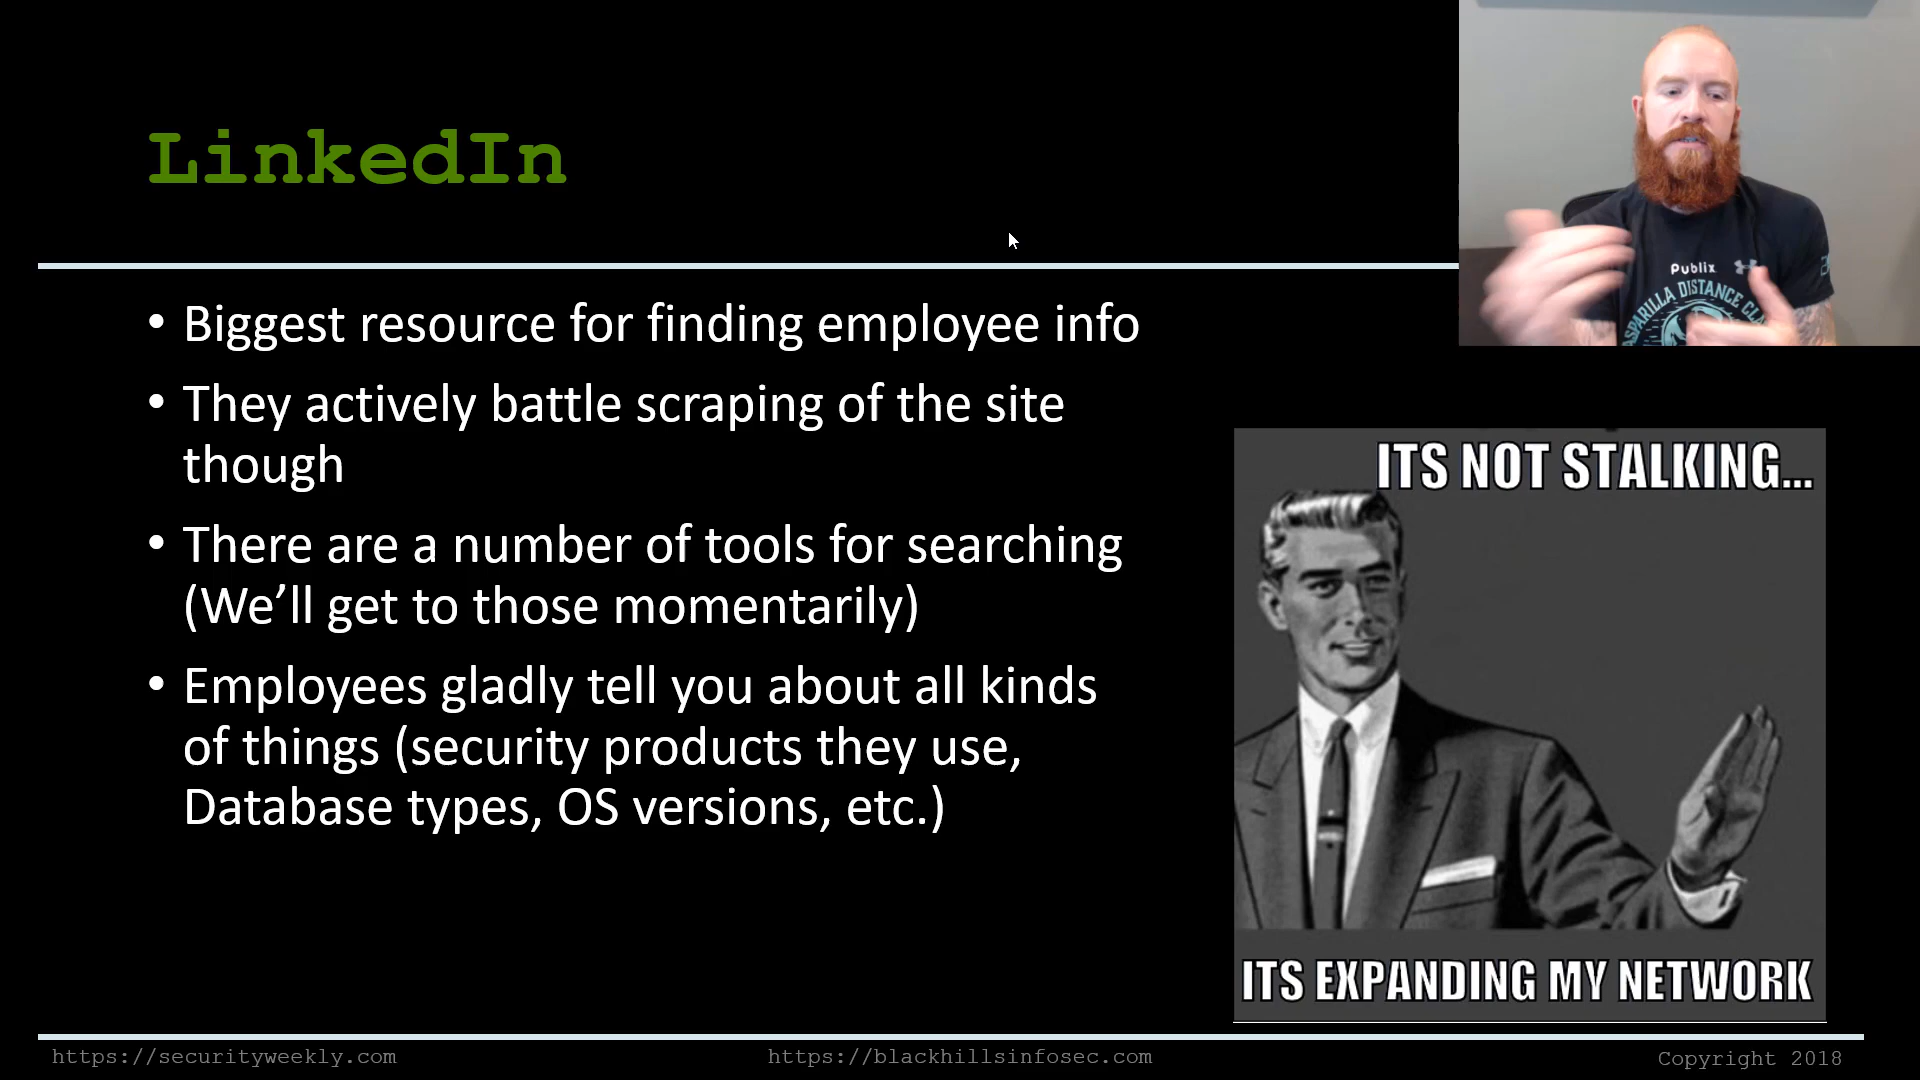 LinkedIn
• Biggest resource for finding employee info
• They actively battle scraping of the site
though
• There are a number of tools for searching
(We’ll get to those momentarily)
• Employees gladly tell you about all kinds
of things (security products they use,
Database types, OS versions, etc.)
Publix
DISTANCE
ITS NOT STALKING...
ITS EXPANDING MY NETWORK
https://securityweekly.com
https://blackhillsinfosec.com
Copyright 2018